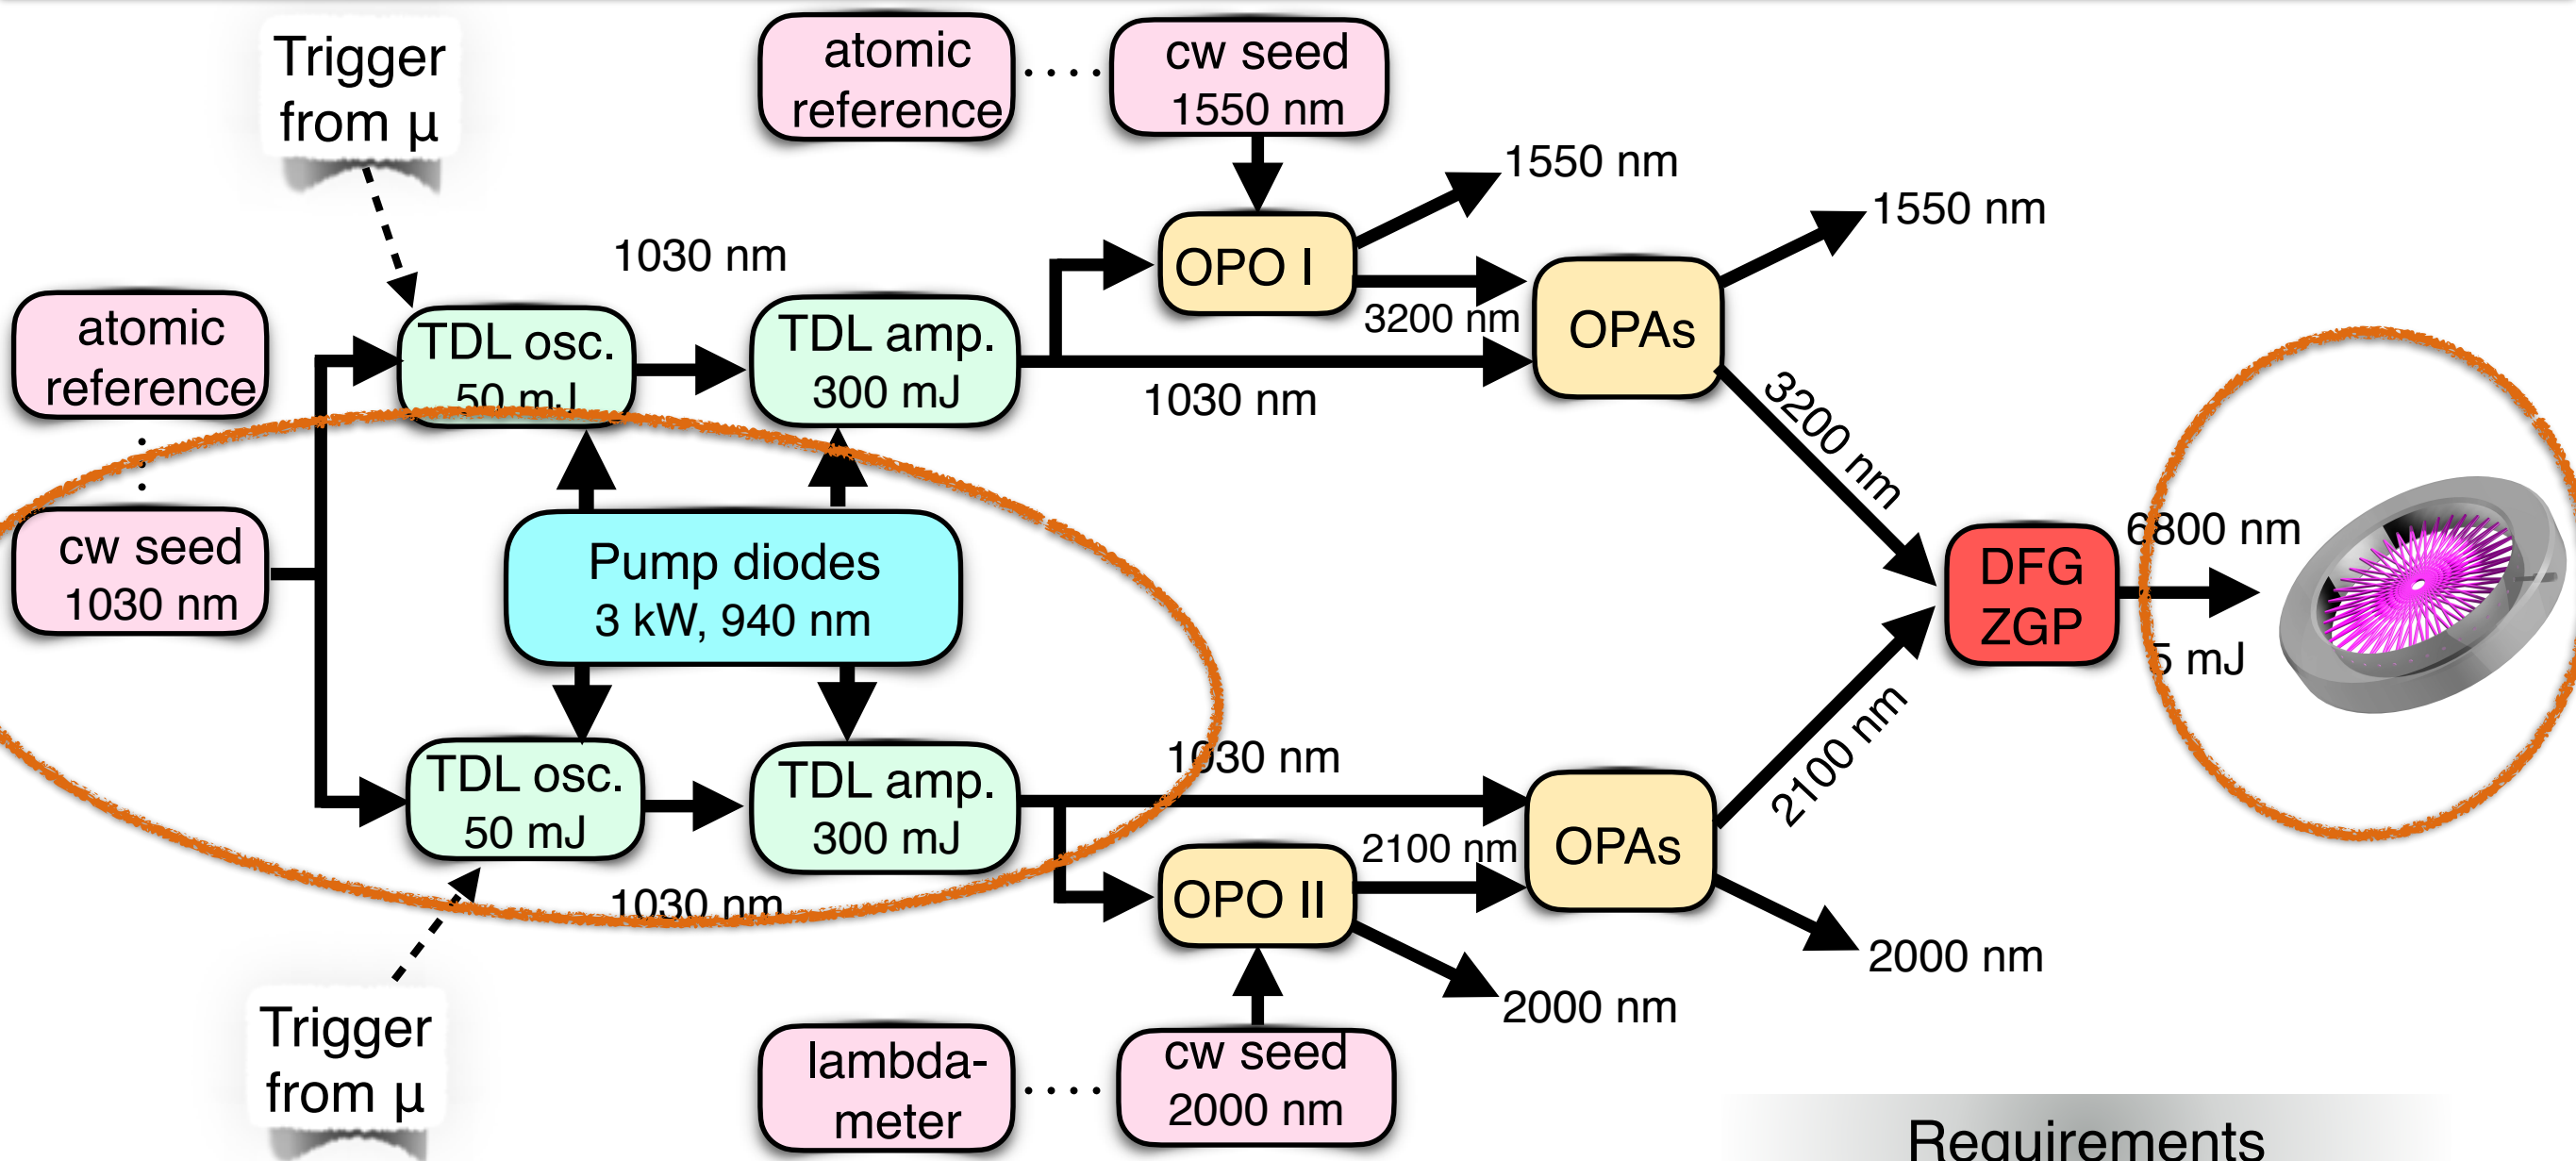 Trigger
from μ
atomic
reference
cw seed
1550 nm
1550 nm
1550 nm
1030 nm
OPO I
3200 nm
OPAs
atomic
reference
TDL osc.
50 mJ
TDL amp.
300 mJ
1030 nm
3200 nm
cw seed
1030 nm
Pump diodes
3 kW, 940 nm
DFG
ZGP
6800 nm
5 mJ
TDL osc.
50 mJ
TDL amp.
300 mJ
1030 nm
2100 nm
OPAs
2100 nm
1030 nm
OPO II
2000 nm
2000 nm
Trigger
from μ
lambda-
meter
cw seed
2000 nm
Requirements